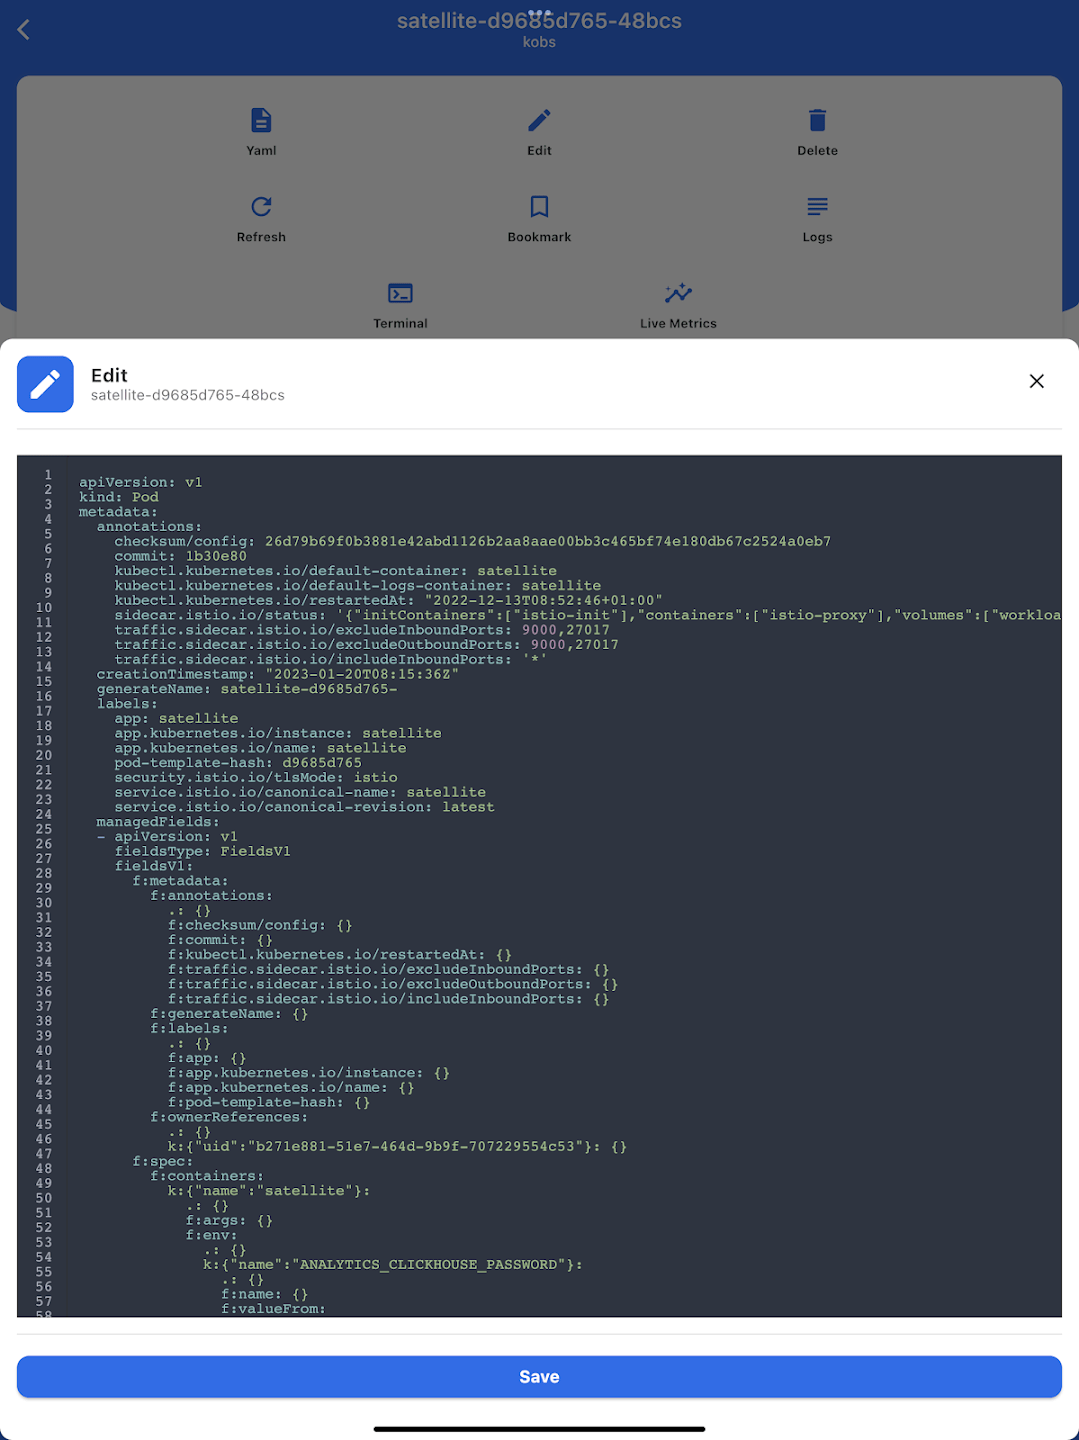 satellite-d9685d765-48bcs
kobs
Yaml
Edit
Delete
Refresh
Bookmark
Logs
Terminal
Live Metrics
Edit
satellite-d9685d765-48bcs
1
2
3
4
5
6
7
8
9
10
11
12
13
14
15
16
17
18
19
20
21
22
23
24
25
26
27
28
29
30
31
32
33
34
35
36
37
38
39
40
41
42
43
44
45
46
47
48
49
50
51
52
53
54
55
56
57
58
apiVersion: v1
kind: Pod
metadata:
  annotations:
    checksum/config: 26d79b69f0b3881e42abd1126b2aa8aae00bb3c465bf74e180db67c2524a0eb7
    commit: 1b30e80
    kubectl.kubernetes.io/default-container: satellite
    kubectl.kubernetes.io/default-logs-container: satellite
    kubectl.kubernetes.io/restartedAt: "2022-12-13T08:52:46+01:00"
    sidecar.istio.io/status: '{"initContainers":["istio-init"],"containers":["istio-proxy"],"volumes":["workloa
    traffic.sidecar.istio.io/excludeInboundPorts: 9000,27017
    traffic.sidecar.istio.io/excludeOutboundPorts: 9000,27017
    traffic.sidecar.istio.io/includeInboundPorts: '*'
  creationTimestamp: "2023-01-20T08:15:36Z"
  generateName: satellite-d9685d765-
  labels:
    app: satellite
    app.kubernetes.io/instance: satellite
    app.kubernetes.io/name: satellite
    pod-template-hash: d9685d765
    security.istio.io/tlsMode: istio
    service.istio.io/canonical-name: satellite
    service.istio.io/canonical-revision: latest
  managedFields:
  - apiVersion: v1
    fieldsType: FieldsV1
    fieldsV1:
      f:metadata:
        f:annotations:
          .: {}
          f:checksum/config: {}
          f:commit: {}
          f:kubectl.kubernetes.io/restartedAt: {}
          f:traffic.sidecar.istio.io/excludeInboundPorts: {}
          f:traffic.sidecar.istio.io/excludeOutboundPorts: {}
          f:traffic.sidecar.istio.io/includeInboundPorts: {}
        f:generateName: {}
        f:labels:
          .: {}
          f:app: {}
          f:app.kubernetes.io/instance: {}
          f:app.kubernetes.io/name: {}
          f:pod-template-hash: {}
        f:ownerReferences:
          .: {}
          k:{"uid":"b271e881-51e7-464d-9b9f-707229554c53"}: {}
      f:spec:
        f:containers:
          k:{"name":"satellite"}:
            .: {}
            f:args: {}
            f:env:
              .: {}
              k:{"name":"ANALYTICS_CLICKHOUSE_PASSWORD"}:
                .: {}
                f:name: {}
                f:valueFrom:
Save